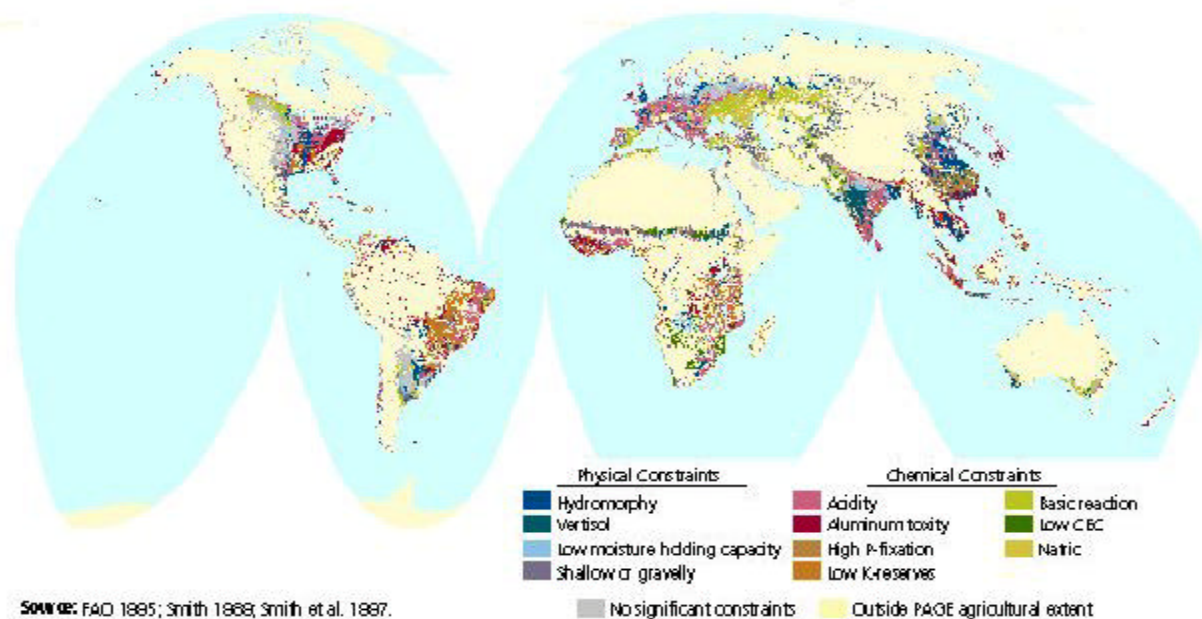 Physical Constraints
Chemical Constraints
Hydromorphy
Acidity
Basic reaction
Vertisol
Aluminum toxity
Low CEC
Low moisture holding capacity
High P-fixation
Natric
Shallow or gravelly
Low K-reserves
Source: FAO 1995; Smith Smith et al. 1997.
No significant constraints
Outside PAGE agricultural extent